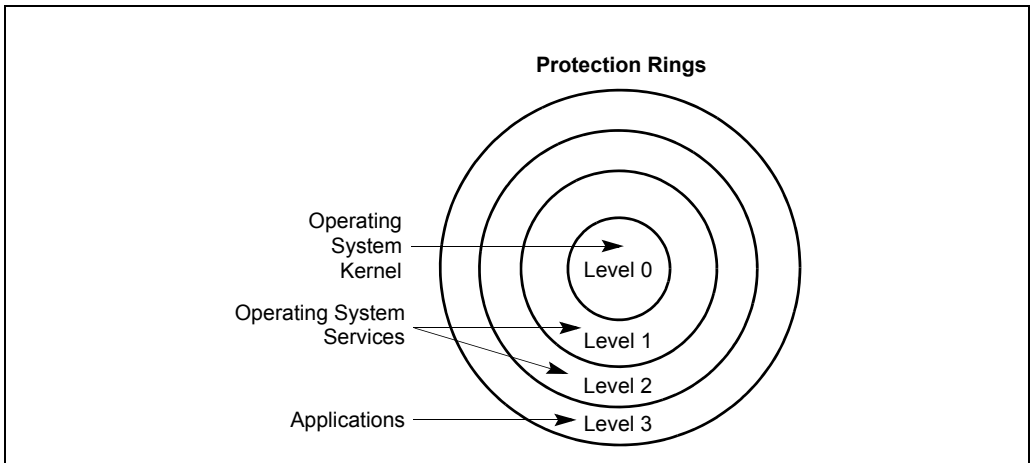 Protection Rings
Operating
System
Kernel
Level 0
Operating System
Services
Level 1
Level 2
Applications
Level 3